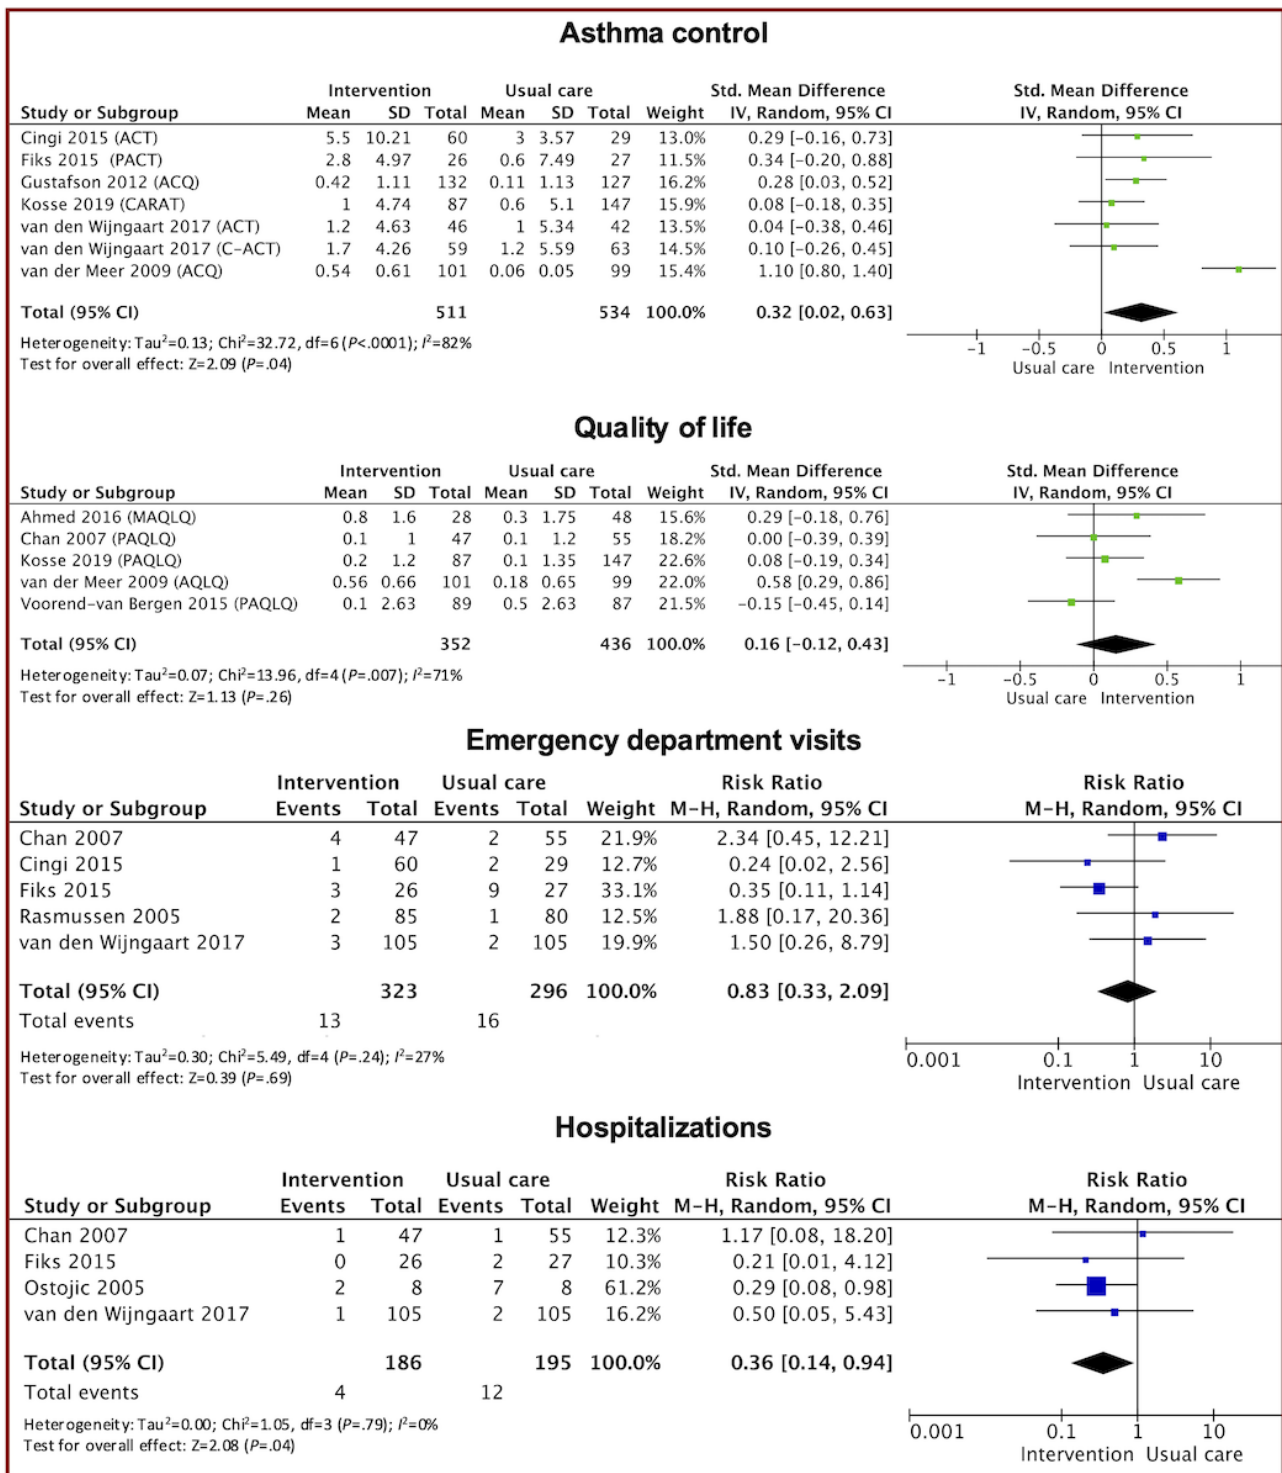 Asthma control
Intervention Usual care Std. Mean Difference Std. Mean Difference
Study or Subgroup Mean SD Total Mean SD Total Weight IV, Random, 95% CI IV, Random, 95% CI
Cingi 2015 (ACT) 5.5 10.21 60 3 3.57 29 13.0% 0.29 [−0.16, 0.73]
Fiks 2015 (PACT) 2.8 4.97 26 0.6 7.49 27 11.5% 0.34 [−0.20, 0.88]
Gustafson 2012 (ACQ) 0.42 1.11 132 0.11 1.13 127 16.2% 0.28 [0.03, 0.52]
Kosse 2019 (CARAT) 1 4.74 87 0.6 5.1 147 15.9% 0.08 [−0.18, 0.35]
van den Wijngaart 2017 (ACT) 1.2 4.63 46 1 5.34 42 13.5% 0.04 [−0.38, 0.46]
van den Wijngaart 2017 (C-ACT) 1.7 4.26 59 1.2 5.59 63 14.5% 0.10 [−0.26, 0.45]
van der Meer 2009 (ACQ) 0.54 0.61 101 0.06 0.05 99 15.4% 1.10 [0.80, 1.40]
Total (95% CI) 511 534 100.0% 0.32 [0.02, 0.63]
Heterogeneity: Tau²=0.13; Chi²=32.72, df=6 (P<.0001); I²=82%
Test for overall effect: Z=2.09 (P=.04)
−1 −0.5 0 0.5 1
Usual care Intervention
Quality of life
Intervention Usual care Std. Mean Difference Std. Mean Difference
Study or Subgroup Mean SD Total Mean SD Total Weight IV, Random, 95% CI IV, Random, 95% CI
Ahmed 2016 (MAQLQ) 0.8 1.6 28 0.3 1.75 48 15.6% 0.29 [−0.18, 0.76]
Chan 2007 (PAQLQ) 0.1 1 47 0.1 1.2 55 18.2% 0.00 [−0.39, 0.39]
Kosse 2019 (PAQLQ) 0.2 1.2 87 0.1 1.35 147 22.6% 0.08 [−0.19, 0.34]
van der Meer 2009 (AQLQ) 0.56 0.66 101 0.18 0.65 99 22.0% 0.58 [0.29, 0.86]
Voorend-van Bergen 2015 (PAQLQ) 0.1 2.63 89 0.5 2.63 87 21.5% −0.15 [−0.45, 0.14]
Total (95% CI) 352 436 100.0% 0.16 [−0.12, 0.43]
Heterogeneity: Tau²=0.07; Chi²=13.96, df=4 (P=.007); I²=71%
Test for overall effect: Z=1.13 (P=.26)
−1 −0.5 0 0.5 1
Usual care Intervention
Emergency department visits
Intervention Usual care Risk Ratio Risk Ratio
Study or Subgroup Events Total Events Total Weight M-H, Random, 95% CI M-H, Random, 95% CI
Chan 2007 4 47 2 55 21.9% 2.34 [0.45, 12.21]
Cingi 2015 1 60 2 29 12.7% 0.24 [0.02, 2.56]
Fiks 2015 3 26 9 27 33.1% 0.35 [0.11, 1.14]
Rasmussen 2005 2 85 1 80 12.5% 1.88 [0.17, 20.36]
van den Wijngaart 2017 3 105 2 105 19.9% 1.50 [0.26, 8.79]
Total (95% CI) 323 296 100.0% 0.83 [0.33, 2.09]
Total events 13 16
Heterogeneity: Tau²=0.30; Chi²=5.49, df=4 (P=.24); I²=27%
Test for overall effect: Z=0.39 (P=.69)
0.001 0.1 1 10
Intervention Usual care
Hospitalizations
Intervention Usual care Risk Ratio Risk Ratio
Study or Subgroup Events Total Events Total Weight M-H, Random, 95% CI M-H, Random, 95% CI
Chan 2007 1 47 1 55 12.3% 1.17 [0.08, 18.20]
Fiks 2015 0 26 2 27 10.3% 0.21 [0.01, 4.12]
Ostojic 2005 2 8 7 8 61.2% 0.29 [0.08, 0.98]
van den Wijngaart 2017 1 105 2 105 16.2% 0.50 [0.05, 5.43]
Total (95% CI) 186 195 100.0% 0.36 [0.14, 0.94]
Total events 4 12
Heterogeneity: Tau²=0.00; Chi²=1.05, df=3 (P=.79); I²=0%
Test for overall effect: Z=2.08 (P=.04)
0.001 0.1 1 10
Intervention Usual care